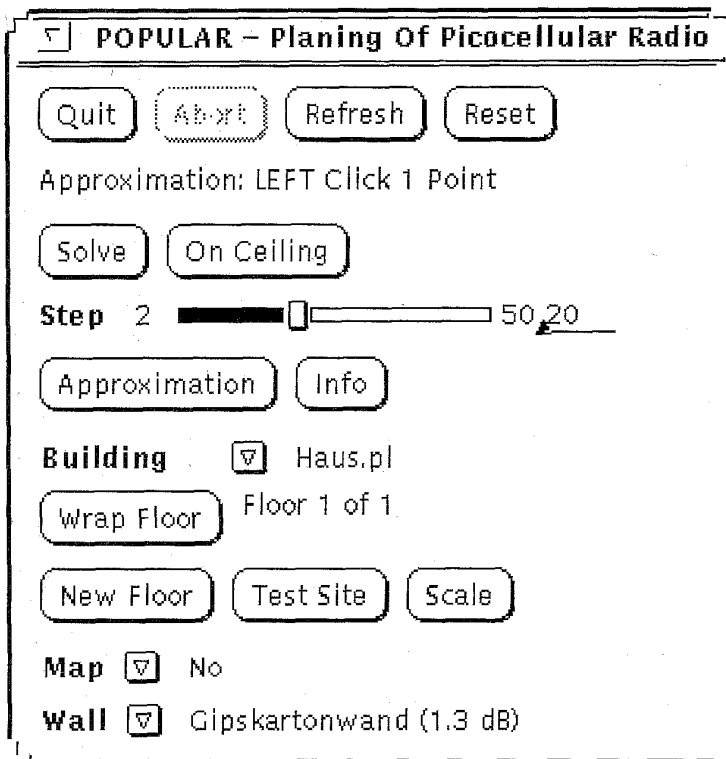 POPULAR – Planing Of Picocellular Radio
Quit Abort Refresh Reset
Approximation: LEFT Click 1 Point
Solve On Ceiling
Step 2 50 20
Approximation Info
Building Haus.pl
Wrap Floor Floor 1 of 1
New Floor Test Site Scale
Map No
Wall Gipskartonwand (1.3 dB)